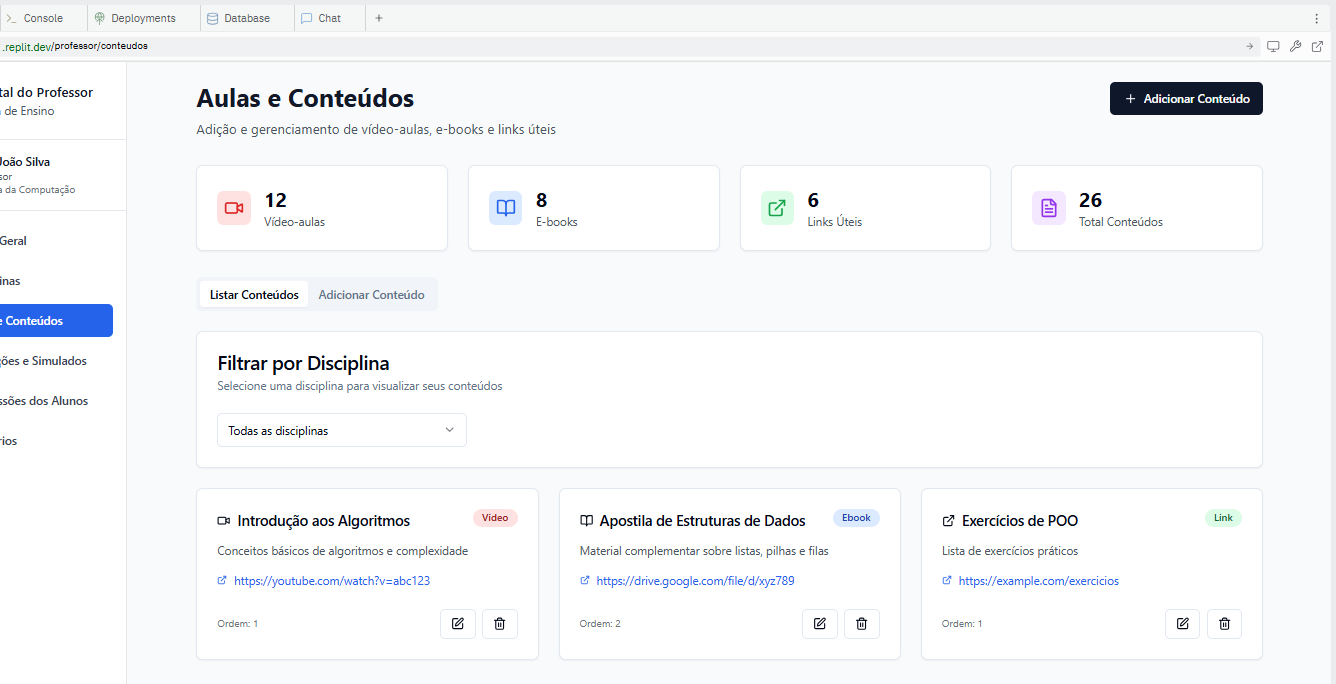 Console
Deployments
Database
Chat
.replit.dev/professor/conteudos
tal do Professor
de Ensino
João Silva
sor
a da Computação
Geral
inas
e Conteúdos
ções e Simulados
ssões dos Alunos
rios
Aulas e Conteúdos
Adição e gerenciamento de vídeo-aulas, e-books e links úteis
+ Adicionar Conteúdo
12
Vídeo-aulas
8
E-books
6
Links Úteis
26
Total Conteúdos
Listar Conteúdos
Adicionar Conteúdo
Filtrar por Disciplina
Selecione uma disciplina para visualizar seus conteúdos
Todas as disciplinas
Introdução aos Algoritmos
Vídeo
Conceitos básicos de algoritmos e complexidade
https://youtube.com/watch?v=abc123
Ordem: 1
Apostila de Estruturas de Dados
Ebook
Material complementar sobre listas, pilhas e filas
https://drive.google.com/file/d/xyz789
Ordem: 2
Exercícios de POO
Link
Lista de exercícios práticos
https://example.com/exercicios
Ordem: 1